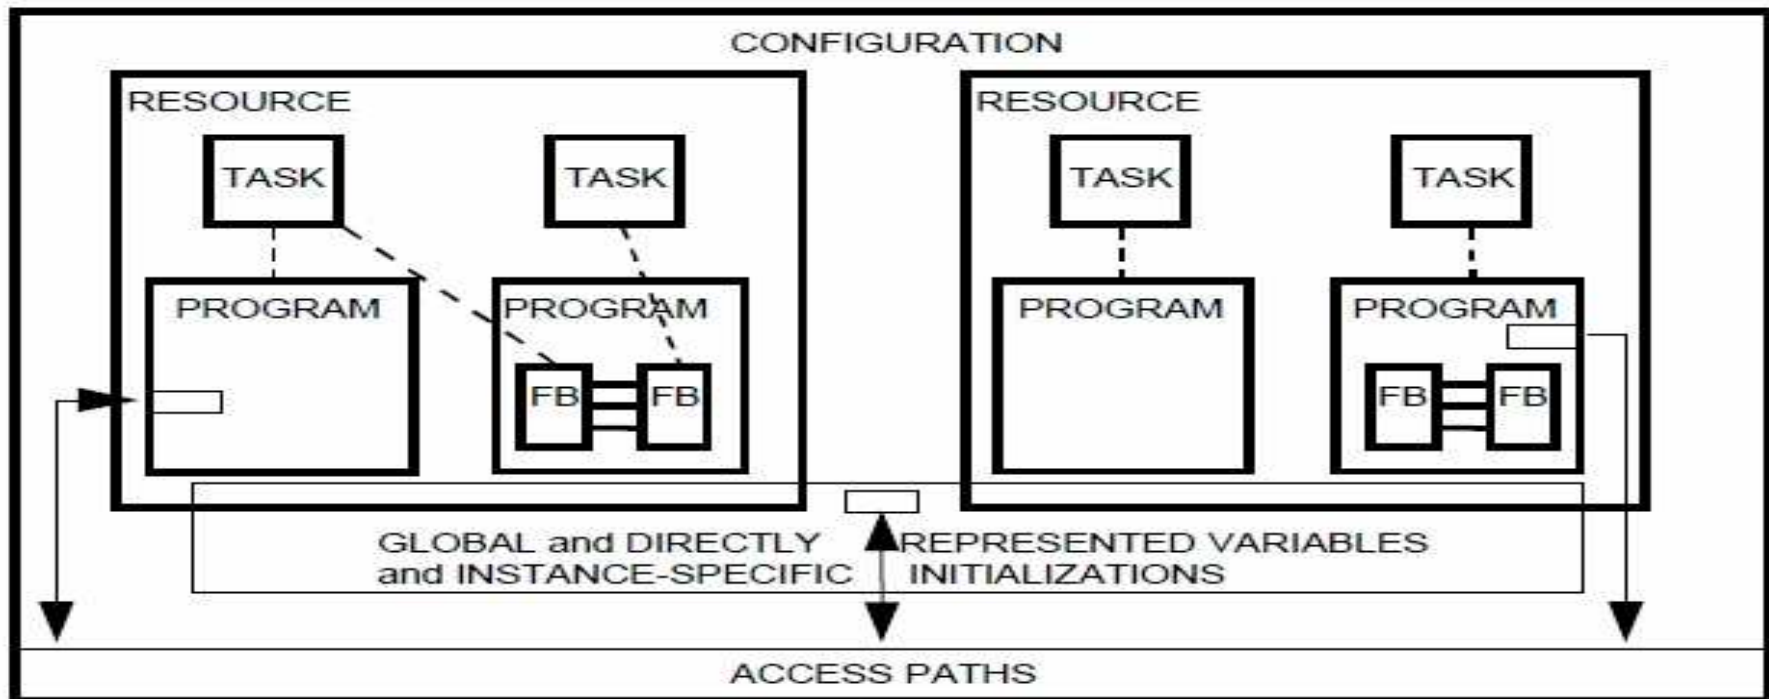 CONFIGURATION
RESOURCE
RESOURCE
TASK
TASK
TASK
TASK
PROGRAM
PROGRAM
PROGRAM
PROGRAM
FB
FB
FB
FB
GLOBAL and DIRECTLY REPRESENTED VARIABLES
and INSTANCE-SPECIFIC INITIALIZATIONS
ACCESS PATHS